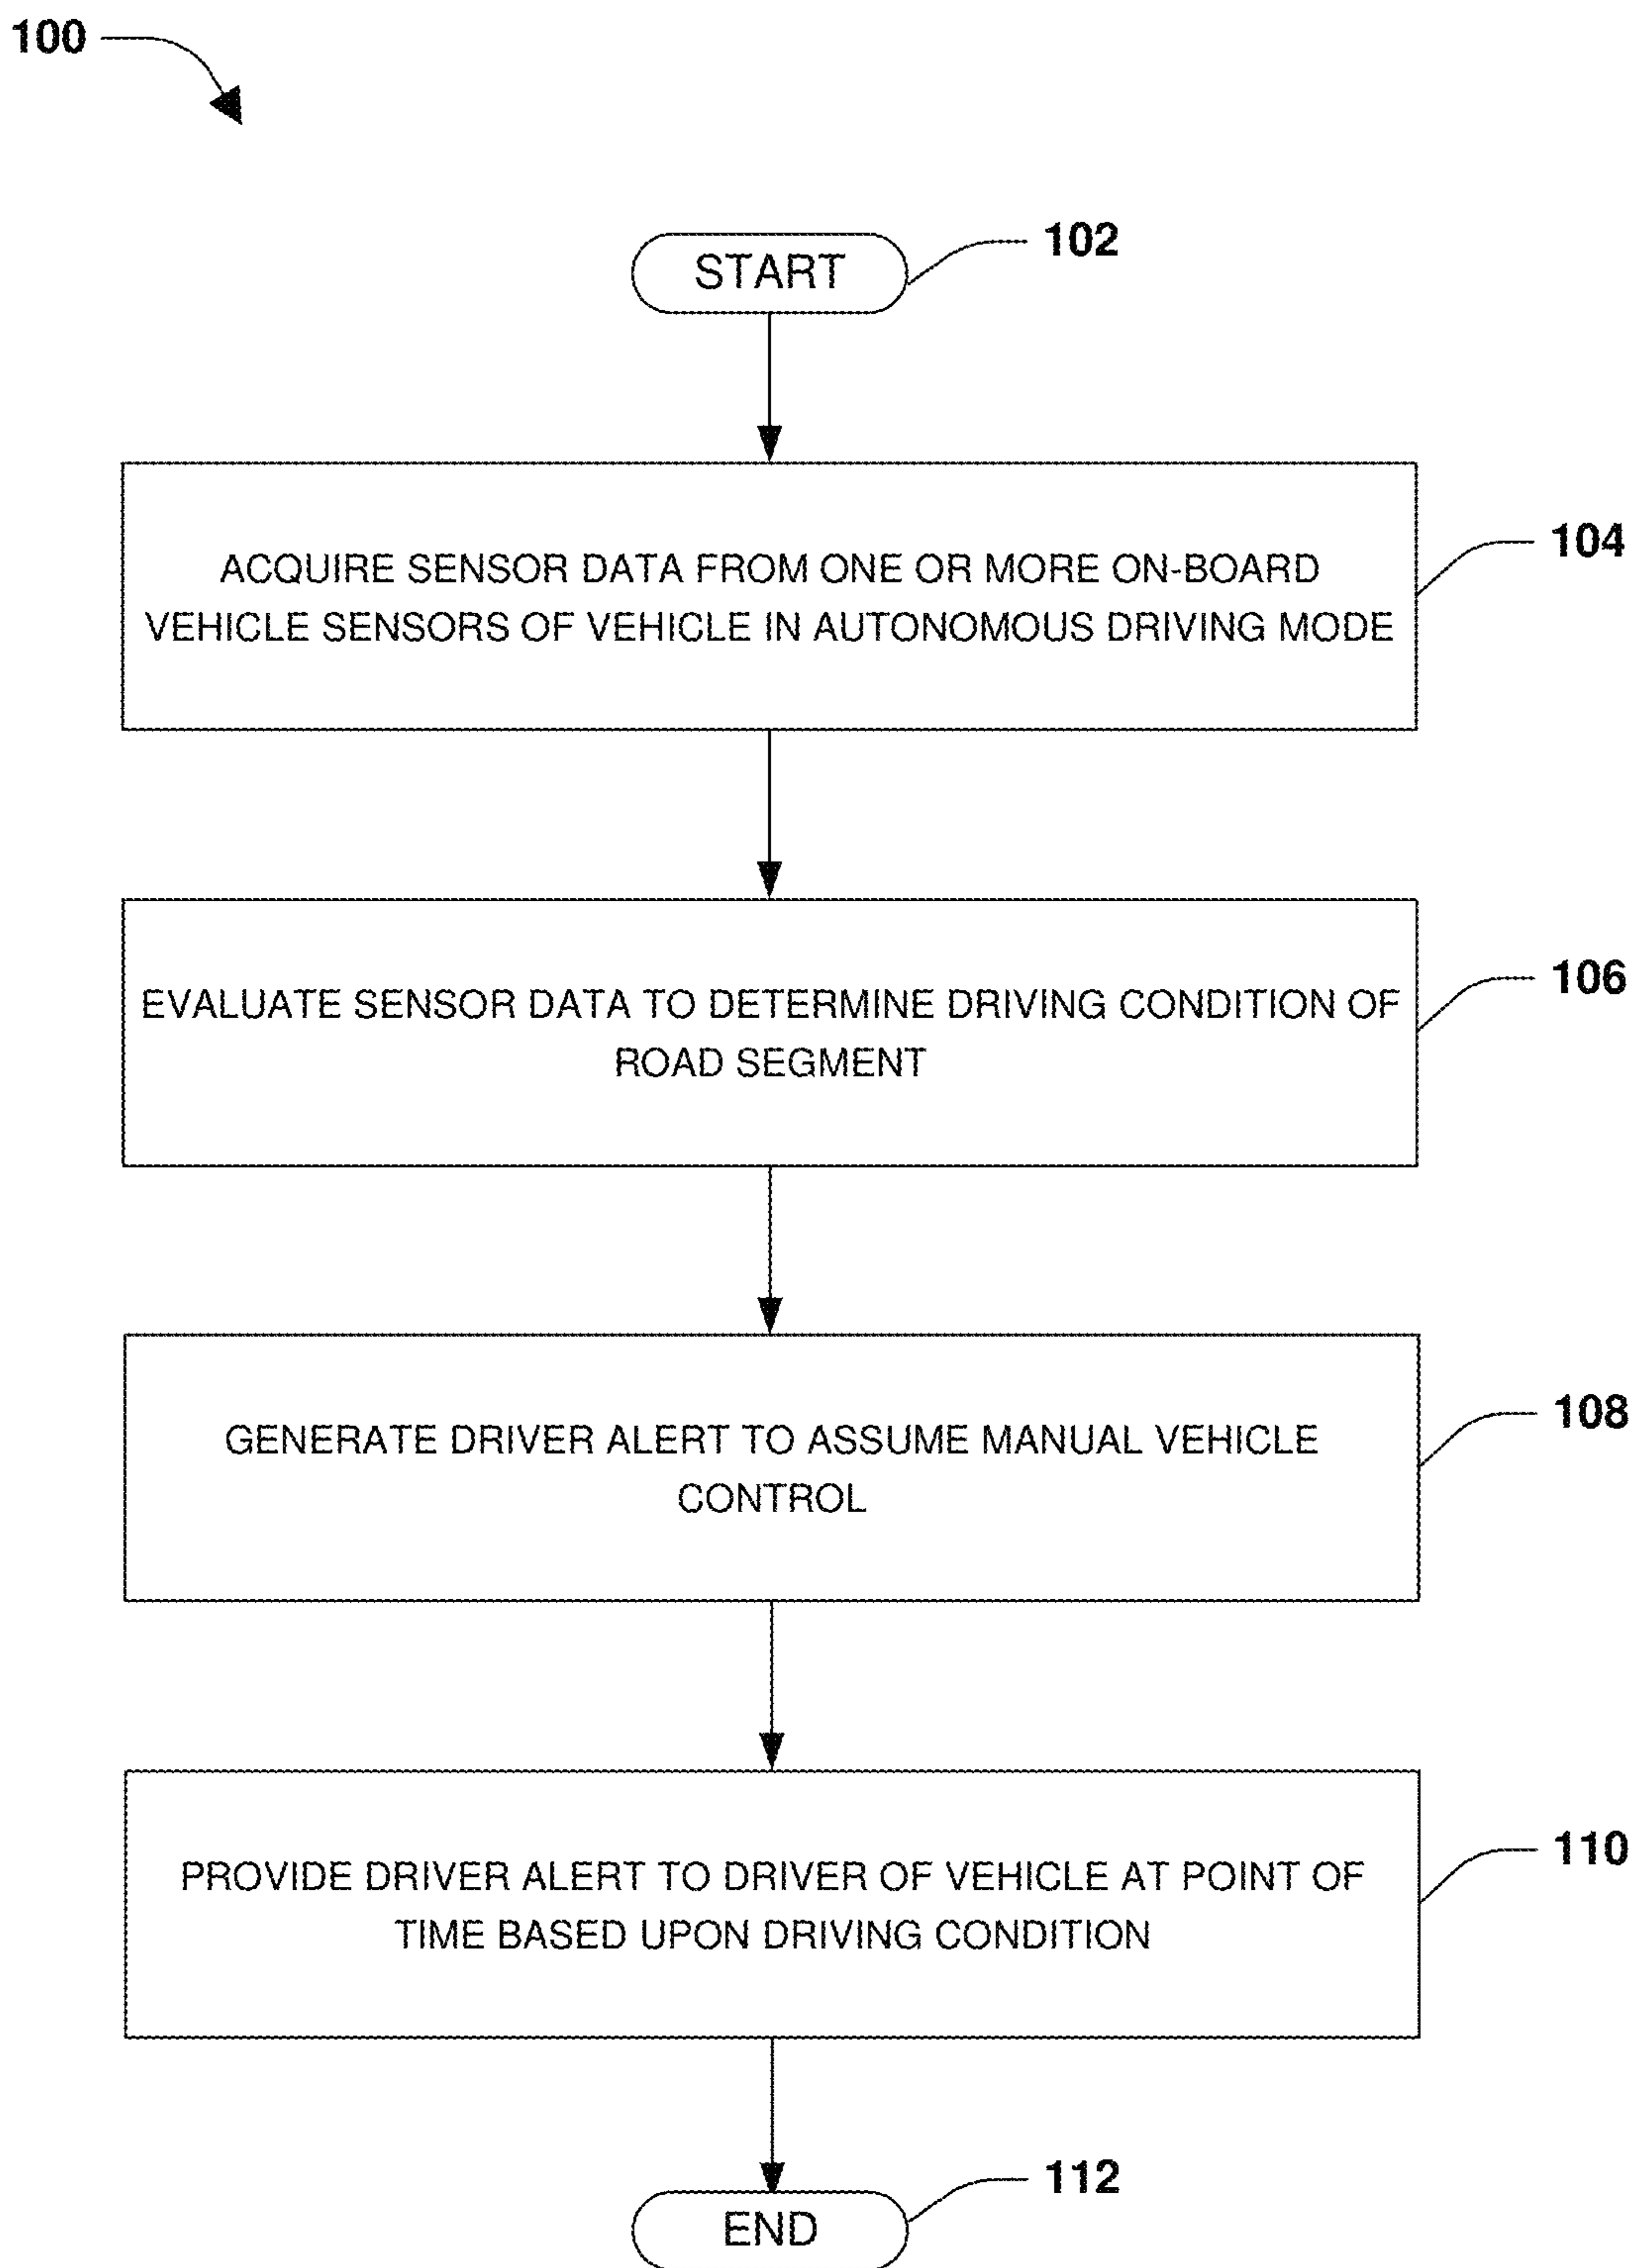 100
START
102
ACQUIRE SENSOR DATA FROM ONE OR MORE ON-BOARD
VEHICLE SENSORS OF VEHICLE IN AUTONOMOUS DRIVING MODE
104
EVALUATE SENSOR DATA TO DETERMINE DRIVING CONDITION OF
ROAD SEGMENT
106
GENERATE DRIVER ALERT TO ASSUME MANUAL VEHICLE
CONTROL
108
PROVIDE DRIVER ALERT TO DRIVER OF VEHICLE AT POINT OF
TIME BASED UPON DRIVING CONDITION
110
END
112